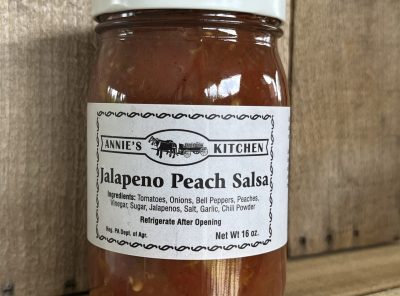 ANNIE'S KITCHEN
Jalapeno Peach Salsa
Ingredients: Tomatoes, Onions, Bell Peppers, Peaches,
Vinegar, Sugar, Jalapenos, Salt, Garlic, Chili Powder
Refrigerate After Opening
Reg. PA Dept. of Agr.
Net Wt 16 oz.